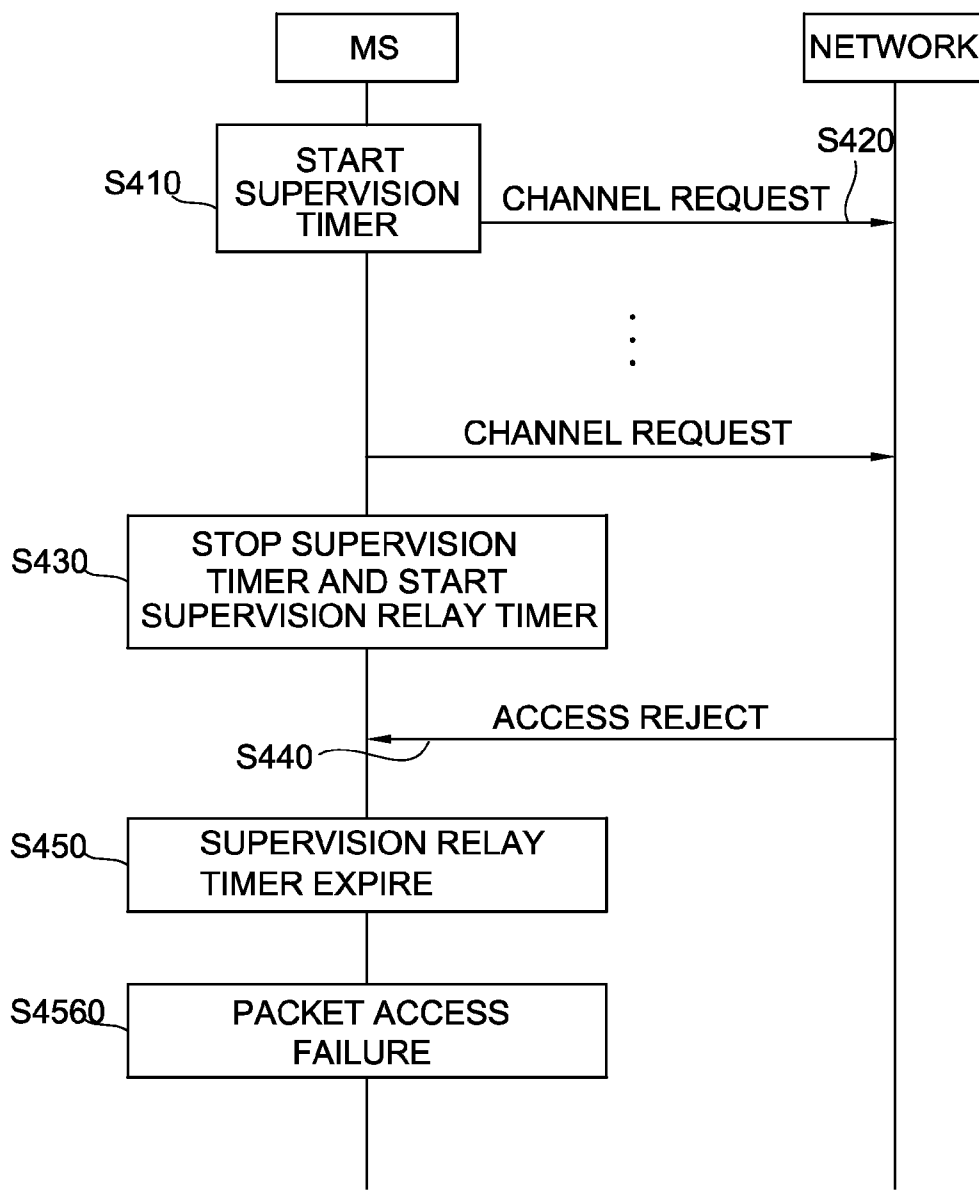 MS
NETWORK
S410
START
SUPERVISION
TIMER
S420
CHANNEL REQUEST
CHANNEL REQUEST
S430
STOP SUPERVISION
TIMER AND START
SUPERVISION RELAY TIMER
ACCESS REJECT
S440
S450
SUPERVISION RELAY
TIMER EXPIRE
S4560
PACKET ACCESS
FAILURE